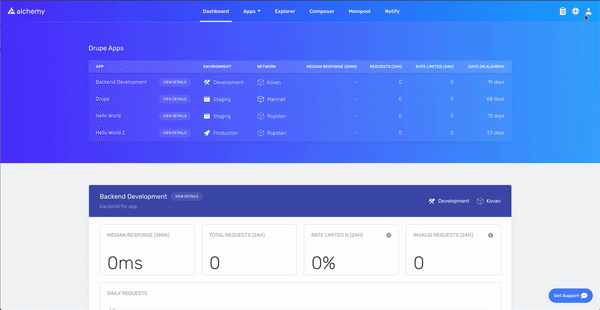 alchemy Dashboard Apps Explorer Composer Mempool Notify
Drupe Apps
APP ENVIRONMENT NETWORK MEDIAN RESPONSE (5MIN) REQUESTS (24H) RATE LIMITED (24H) DAYS ON ALCHEMY
Backend Development VIEW DETAILS Development Kovan - 0 0 19 days
Drupe VIEW DETAILS Staging Mainnet - 0 0 68 days
Hello World VIEW DETAILS Staging Ropsten - 0 0 13 days
Hello World 2 VIEW DETAILS Production Ropsten - 0 0 23 days
Backend Development VIEW DETAILS Development Kovan
backend for app
MEDIAN RESPONSE (5MIN) TOTAL REQUESTS (24H) RATE LIMITED % (24H) INVALID REQUESTS (24H)
0ms 0 0% 0
DAILY REQUESTS
Get Support